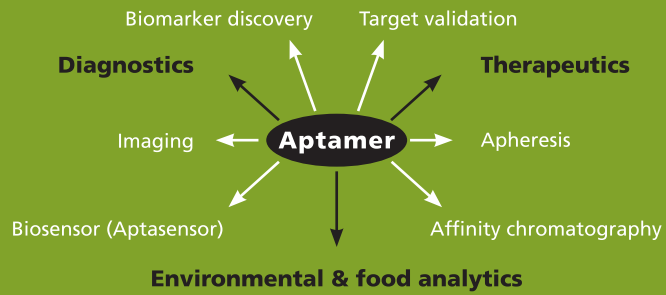 Biomarker discovery
Target validation
Diagnostics
Therapeutics
Imaging
Aptamer
Apheresis
Biosensor (Aptasensor)
Affinity chromatography
Environmental & food analytics